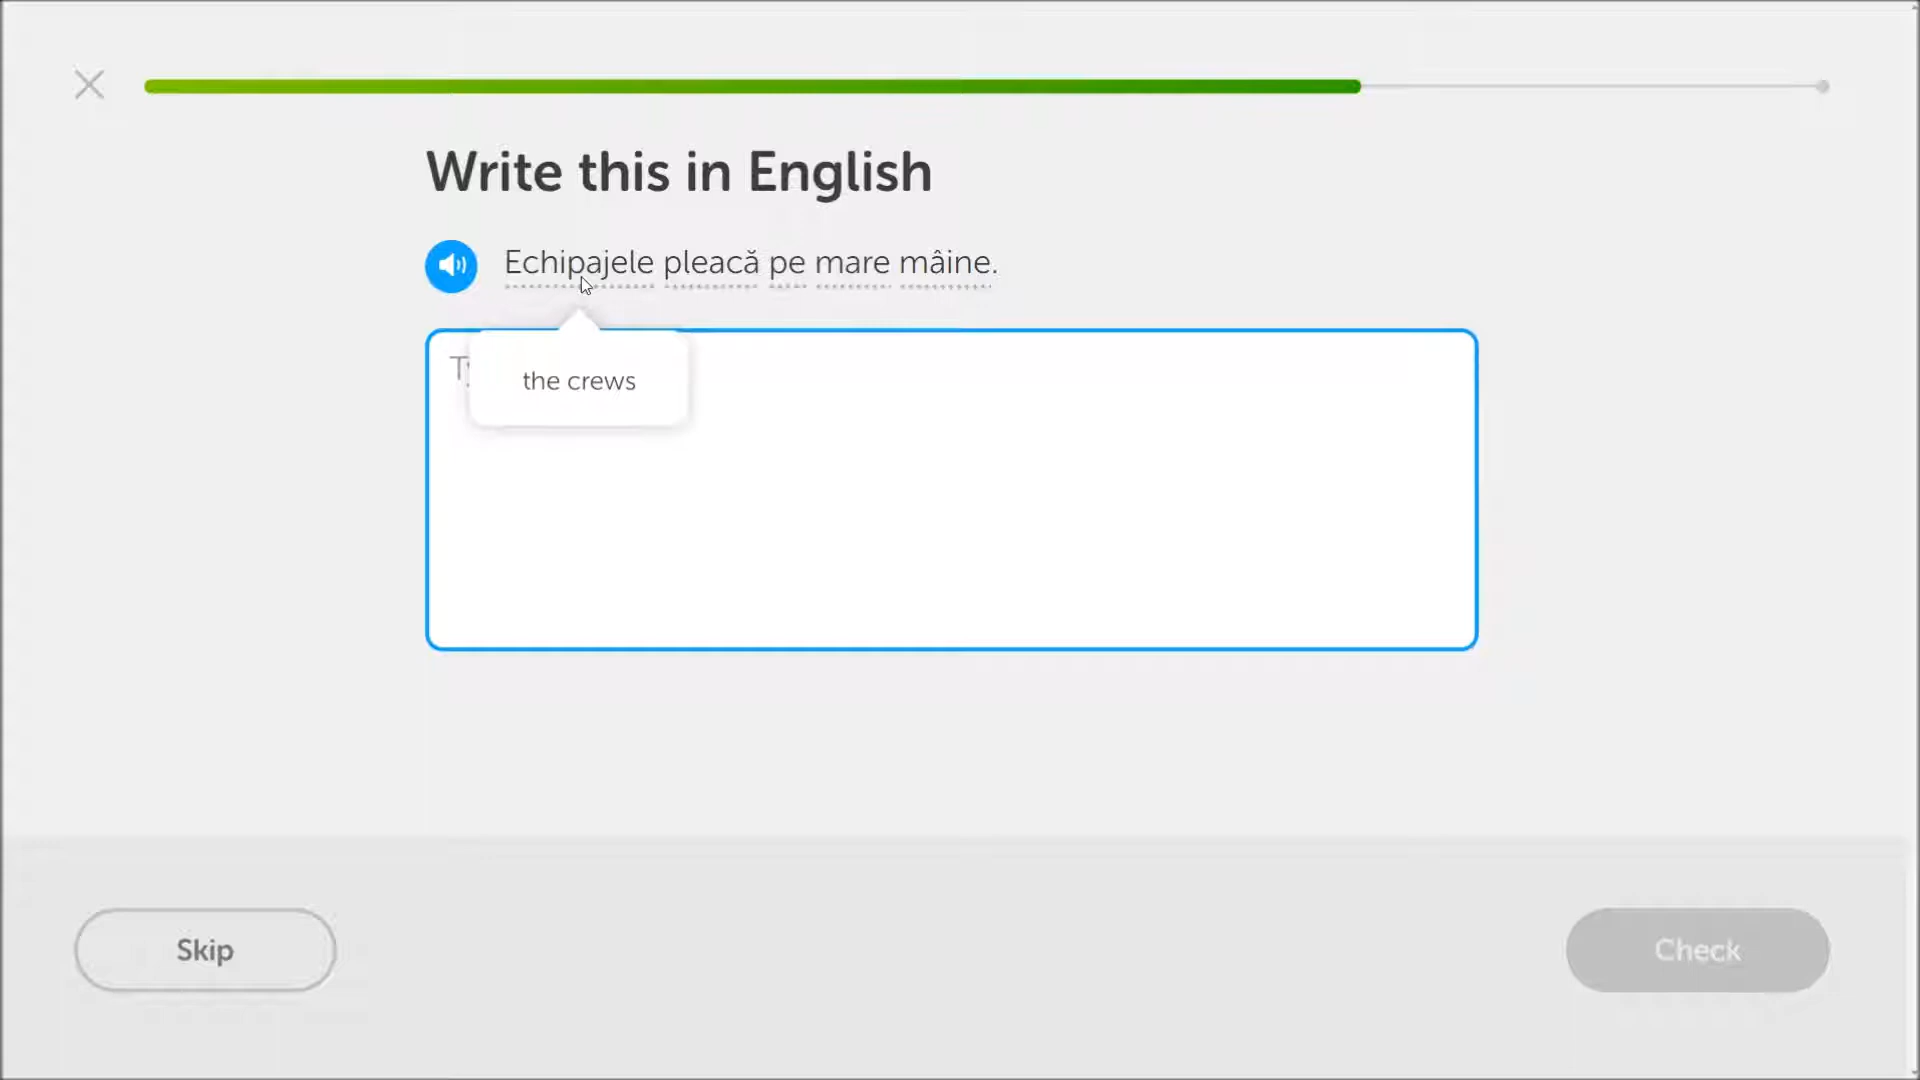 Write this in English
Echipajele pleacă pe mare mâine.
the crews
Skip
Check